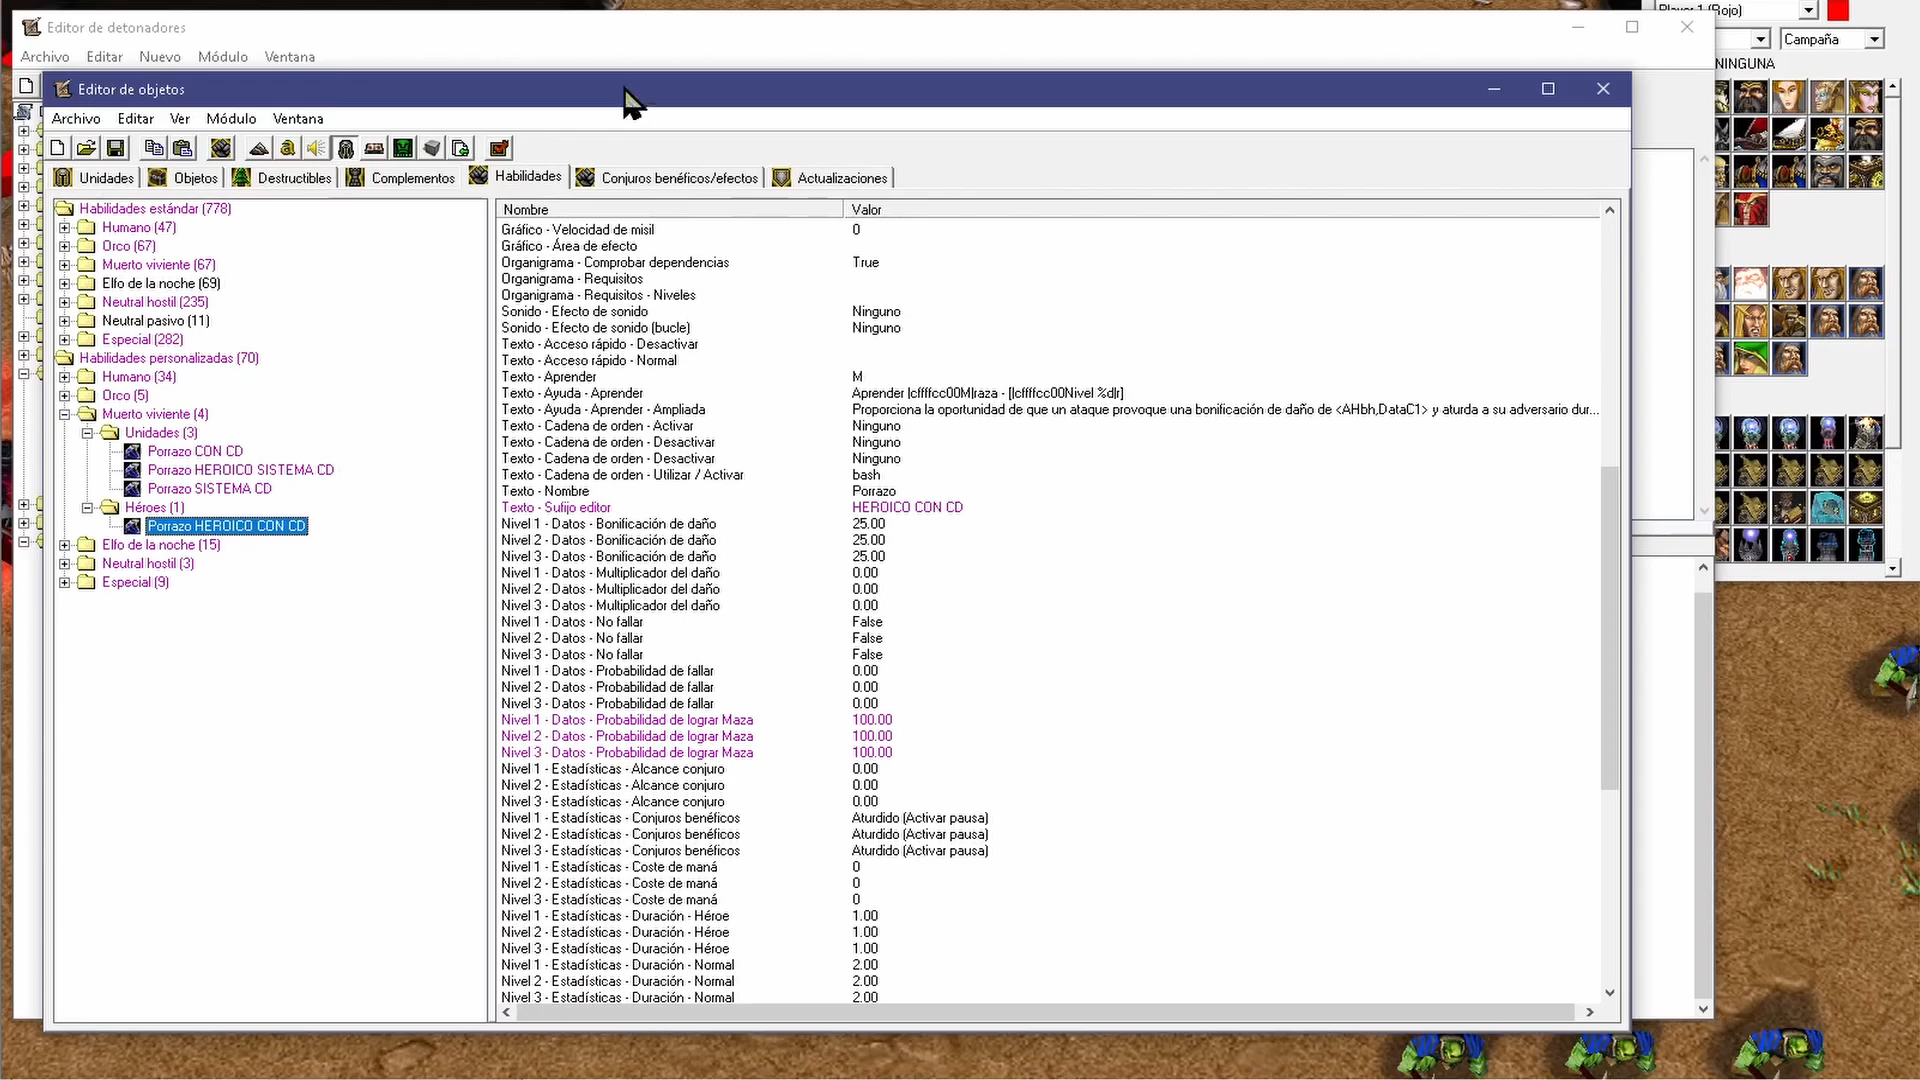 Editor de detonadores
Archivo Editar Nuevo Módulo Ventana
Player 1 (Rojo)
Campaña
NINGUNA
Editor de objetos
Archivo Editar Ver Módulo Ventana
Unidades Objetos Destructibles Complementos Habilidades Conjuros benéficos/efectos Actualizaciones
Habilidades estándar (778)
Humano (47)
Orco (67)
Muerto viviente (67)
Elfo de la noche (69)
Neutral hostil (235)
Neutral pasivo (11)
Especial (282)
Habilidades personalizadas (70)
Humano (34)
Orco (5)
Muerto viviente (4)
Unidades (3)
Porrazo CON CD
Porrazo HEROICO SISTEMA CD
Porrazo SISTEMA CD
Héroes (1)
Porrazo HEROICO CON CD
Elfo de la noche (15)
Neutral hostil (3)
Especial (9)
Nombre Valor
Gráfico - Velocidad de misil 0
Gráfico - Área de efecto
Organigrama - Comprobar dependencias True
Organigrama - Requisitos
Organigrama - Requisitos - Niveles
Sonido - Efecto de sonido Ninguno
Sonido - Efecto de sonido (bucle) Ninguno
Texto - Acceso rápido - Desactivar
Texto - Acceso rápido - Normal
Texto - Aprender M
Texto - Ayuda - Aprender Aprender |cffffcc00M|raza - [|cffffcc00Nivel %d|r]
Texto - Ayuda - Aprender - Ampliada Proporciona la oportunidad de que un ataque provoque una bonificación de daño de <AHbh,DataC1> y aturda a su adversario dur...
Texto - Cadena de orden - Activar Ninguno
Texto - Cadena de orden - Desactivar Ninguno
Texto - Cadena de orden - Desactivar Ninguno
Texto - Cadena de orden - Utilizar / Activar bash
Texto - Nombre Porrazo
Texto - Sufijo editor HEROICO CON CD
Nivel 1 - Datos - Bonificación de daño 25.00
Nivel 2 - Datos - Bonificación de daño 25.00
Nivel 3 - Datos - Bonificación de daño 25.00
Nivel 1 - Datos - Multiplicador del daño 0.00
Nivel 2 - Datos - Multiplicador del daño 0.00
Nivel 3 - Datos - Multiplicador del daño 0.00
Nivel 1 - Datos - No fallar False
Nivel 2 - Datos - No fallar False
Nivel 3 - Datos - No fallar False
Nivel 1 - Datos - Probabilidad de fallar 0.00
Nivel 2 - Datos - Probabilidad de fallar 0.00
Nivel 3 - Datos - Probabilidad de fallar 0.00
Nivel 1 - Datos - Probabilidad de lograr Maza 100.00
Nivel 2 - Datos - Probabilidad de lograr Maza 100.00
Nivel 3 - Datos - Probabilidad de lograr Maza 100.00
Nivel 1 - Estadísticas - Alcance conjuro 0.00
Nivel 2 - Estadísticas - Alcance conjuro 0.00
Nivel 3 - Estadísticas - Alcance conjuro 0.00
Nivel 1 - Estadísticas - Conjuros benéficos Aturdido (Activar pausa)
Nivel 2 - Estadísticas - Conjuros benéficos Aturdido (Activar pausa)
Nivel 3 - Estadísticas - Conjuros benéficos Aturdido (Activar pausa)
Nivel 1 - Estadísticas - Coste de maná 0
Nivel 2 - Estadísticas - Coste de maná 0
Nivel 3 - Estadísticas - Coste de maná 0
Nivel 1 - Estadísticas - Duración - Héroe 1.00
Nivel 2 - Estadísticas - Duración - Héroe 1.00
Nivel 3 - Estadísticas - Duración - Héroe 1.00
Nivel 1 - Estadísticas - Duración - Normal 2.00
Nivel 2 - Estadísticas - Duración - Normal 2.00
Nivel 3 - Estadísticas - Duración - Normal 2.00